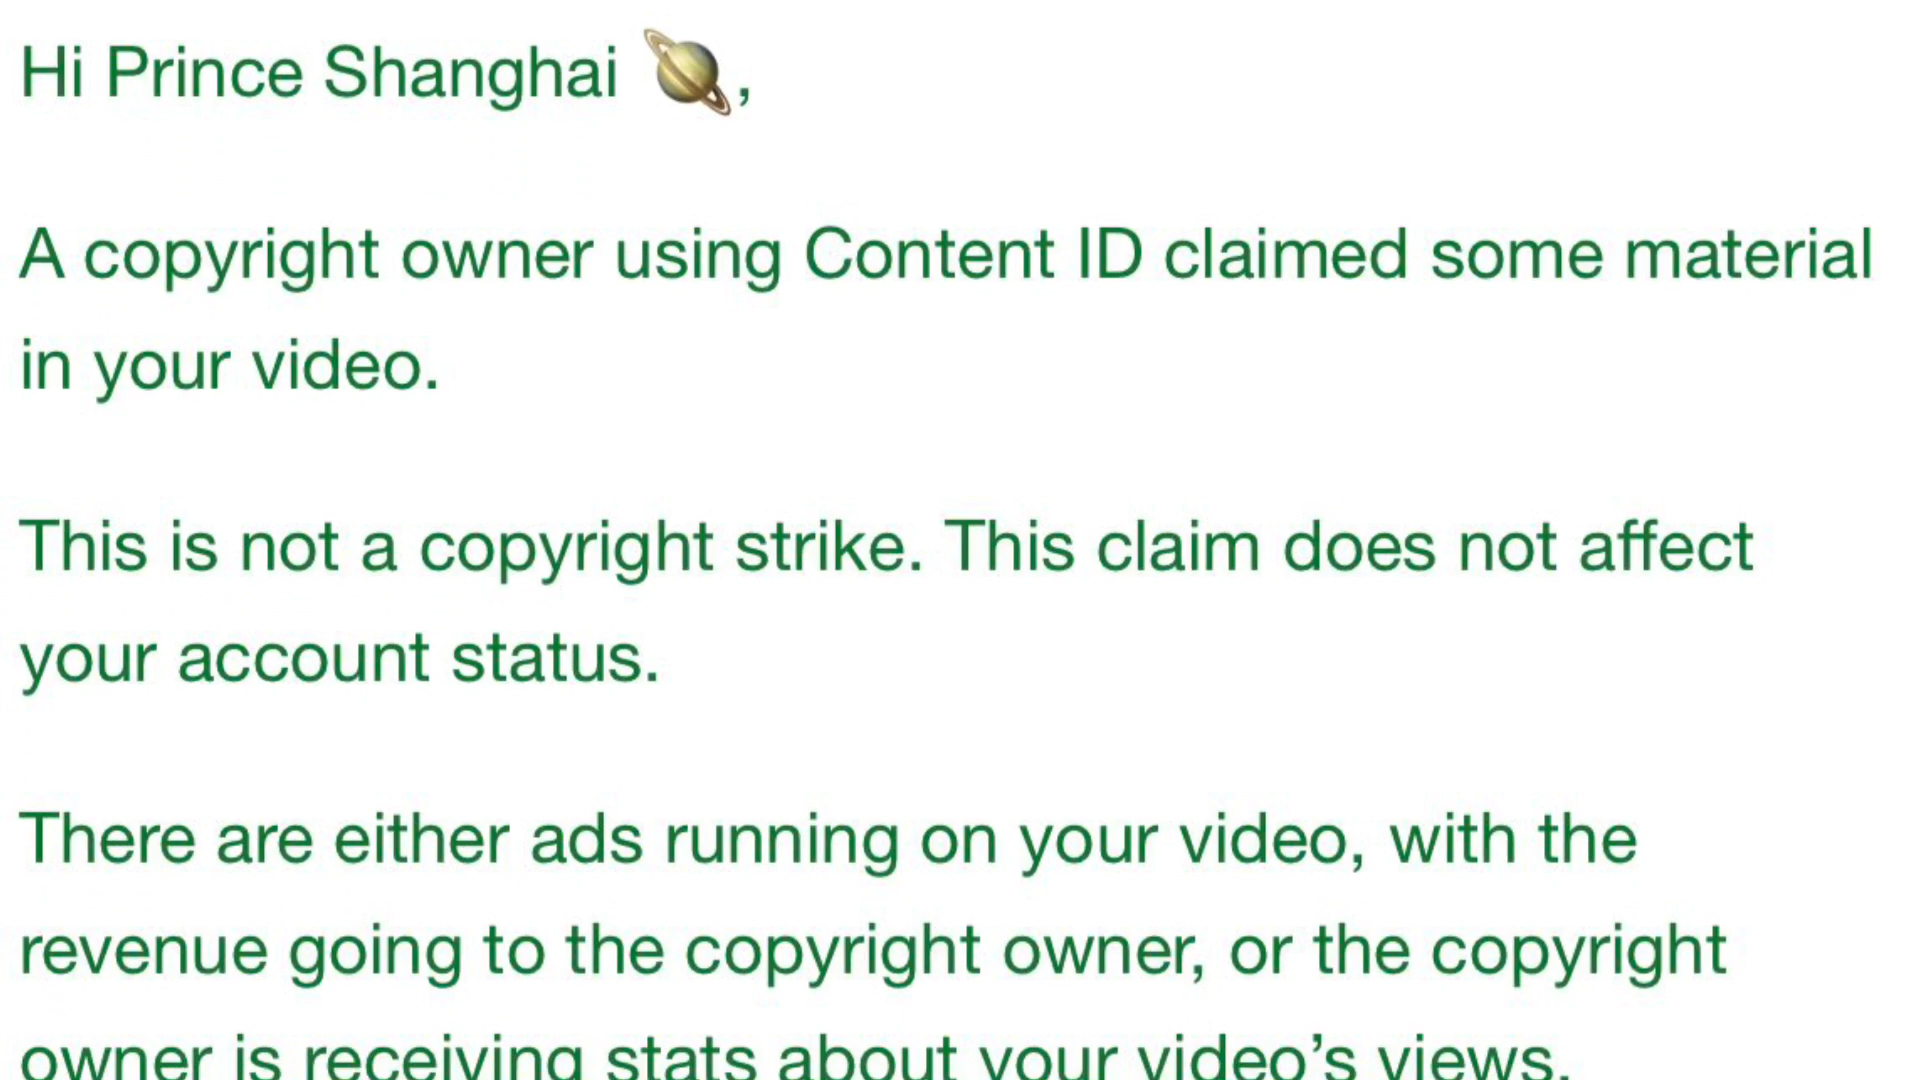 Hi Prince Shanghai 🪐,
A copyright owner using Content ID claimed some material
in your video.
This is not a copyright strike. This claim does not affect
your account status.
There are either ads running on your video, with the
revenue going to the copyright owner, or the copyright
owner is receiving stats about your video’s views.